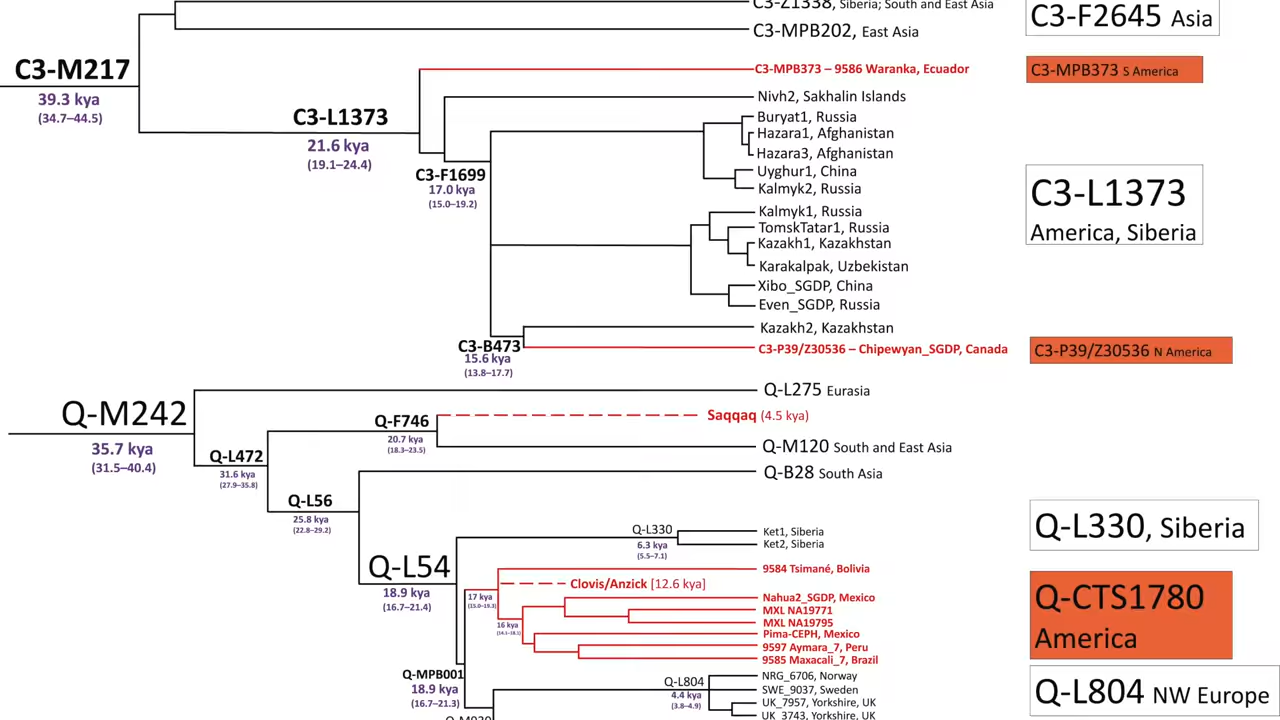 C3-Z1338, Siberia; South and East Asia
C3-MPB202, East Asia
C3-F2645 Asia
C3-M217
39.3 kya
(34.7–44.5)
C3-MPB373 – 9586 Waranka, Ecuador
C3-MPB373 S America
C3-L1373
21.6 kya
(19.1–24.4)
Nivh2, Sakhalin Islands
Buryat1, Russia
Hazara1, Afghanistan
Hazara3, Afghanistan
Uyghur1, China
Kalmyk2, Russia
C3-F1699
17.0 kya
(15.0–19.2)
C3-L1373
America, Siberia
Kalmyk1, Russia
TomskTatar1, Russia
Kazakh1, Kazakhstan
Karakalpak, Uzbekistan
Xibo_SGDP, China
Even_SGDP, Russia
Kazakh2, Kazakhstan
C3-B473
15.6 kya
(13.8–17.7)
C3-P39/Z30536 – Chipewyan_SGDP, Canada
C3-P39/Z30536 N America
Q-L275 Eurasia
Q-M242
35.7 kya
(31.5–40.4)
Q-F746
20.7 kya
(18.3–23.5)
Saqqaq (4.5 kya)
Q-M120 South and East Asia
Q-L472
31.6 kya
(27.9–35.8)
Q-B28 South Asia
Q-L56
25.8 kya
(22.8–29.2)
Q-L330
6.3 kya
(5.5–7.1)
Ket1, Siberia
Ket2, Siberia
Q-L330, Siberia
Q-L54
18.9 kya
(16.7–21.4)
9584 Tsimané, Bolivia
Clovis/Anzick [12.6 kya]
17 kya
(15.0–19.3)
Nahua2_SGDP, Mexico
MXL NA19771
MXL NA19795
16 kya
(14.1–18.1)
Pima-CEPH, Mexico
9597 Aymara_7, Peru
9585 Maxacali_7, Brazil
Q-CTS1780
America
Q-MPB001
18.9 kya
(16.7–21.3)
Q-L804
4.4 kya
(3.8–4.9)
NRG_6706, Norway
SWE_9037, Sweden
UK_7957, Yorkshire, UK
UK_3743, Yorkshire, UK
Q-L804 NW Europe